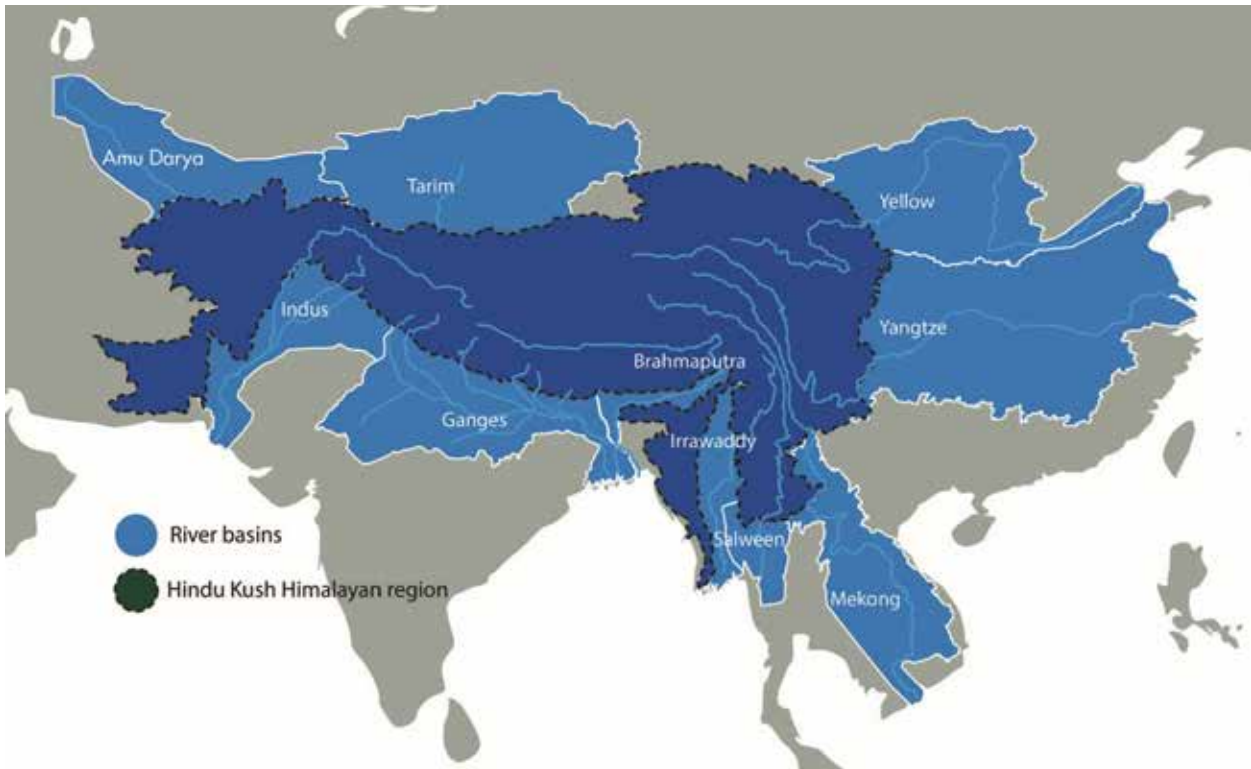 Amu Darya
Tarim
Yellow
Indus
Yangtze
Brahmaputra
Ganges
Irrawaddy
River basins
Salween
Hindu Kush Himalayan region
Mekong